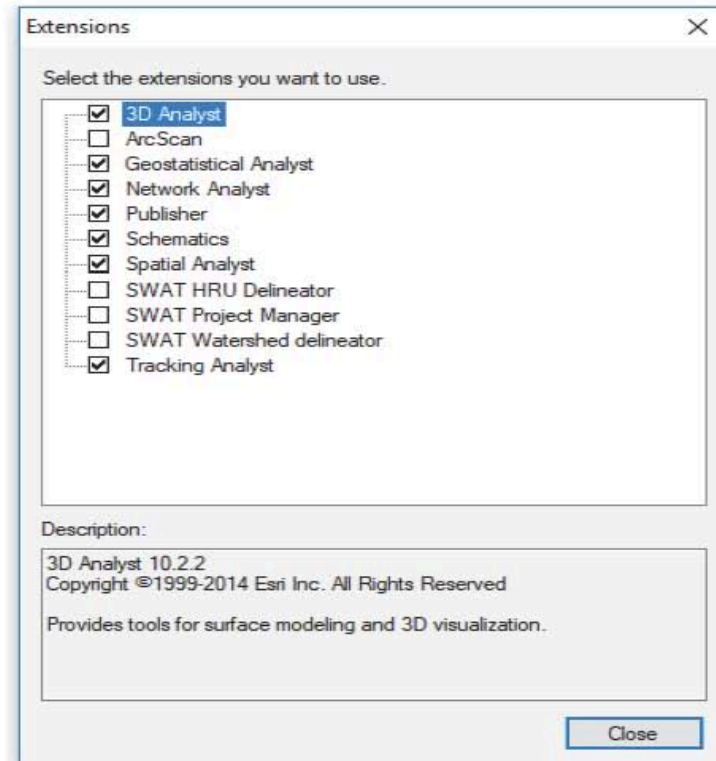 Extensions
Select the extensions you want to use.
3D Analyst
ArcScan
Geostatistical Analyst
Network Analyst
Publisher
Schematics
Spatial Analyst
SWAT HRU Delineator
SWAT Project Manager
SWAT Watershed delineator
Tracking Analyst
Description:
3D Analyst 10.2.2
Copyright ©1999-2014 Esri Inc. All Rights Reserved
Provides tools for surface modeling and 3D visualization.
Close